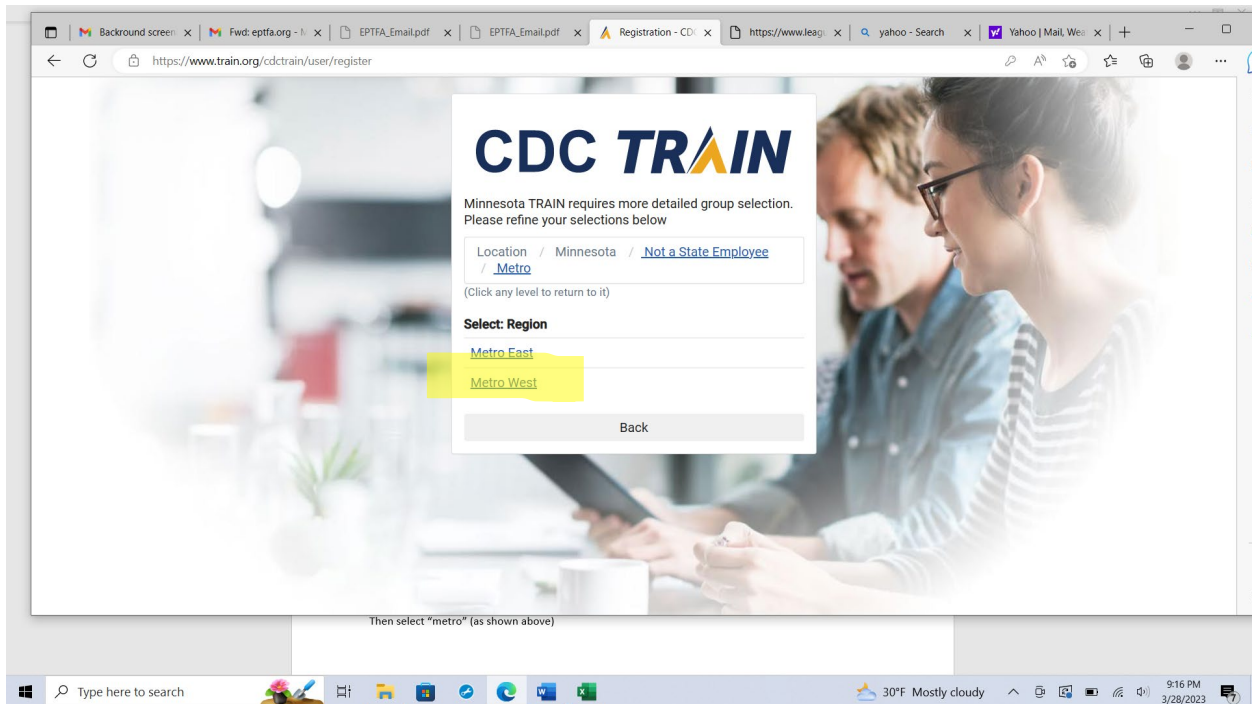 Backround screen
Fwd: eptfa.org -
EPTFA_Email.pdf
EPTFA_Email.pdf
Registration - CD
https://www.leag
yahoo - Search
Yahoo | Mail, Wea
https://www.train.org/cdctrain/user/register
CDC TRAIN
Minnesota TRAIN requires more detailed group selection.
Please refine your selections below
Location / Minnesota / Not a State Employee
/ Metro
(Click any level to return to it)
Select: Region
Metro East
Metro West
Back
Then select "metro" (as shown above)
Type here to search
30°F Mostly cloudy
9:16 PM
3/28/2023
7